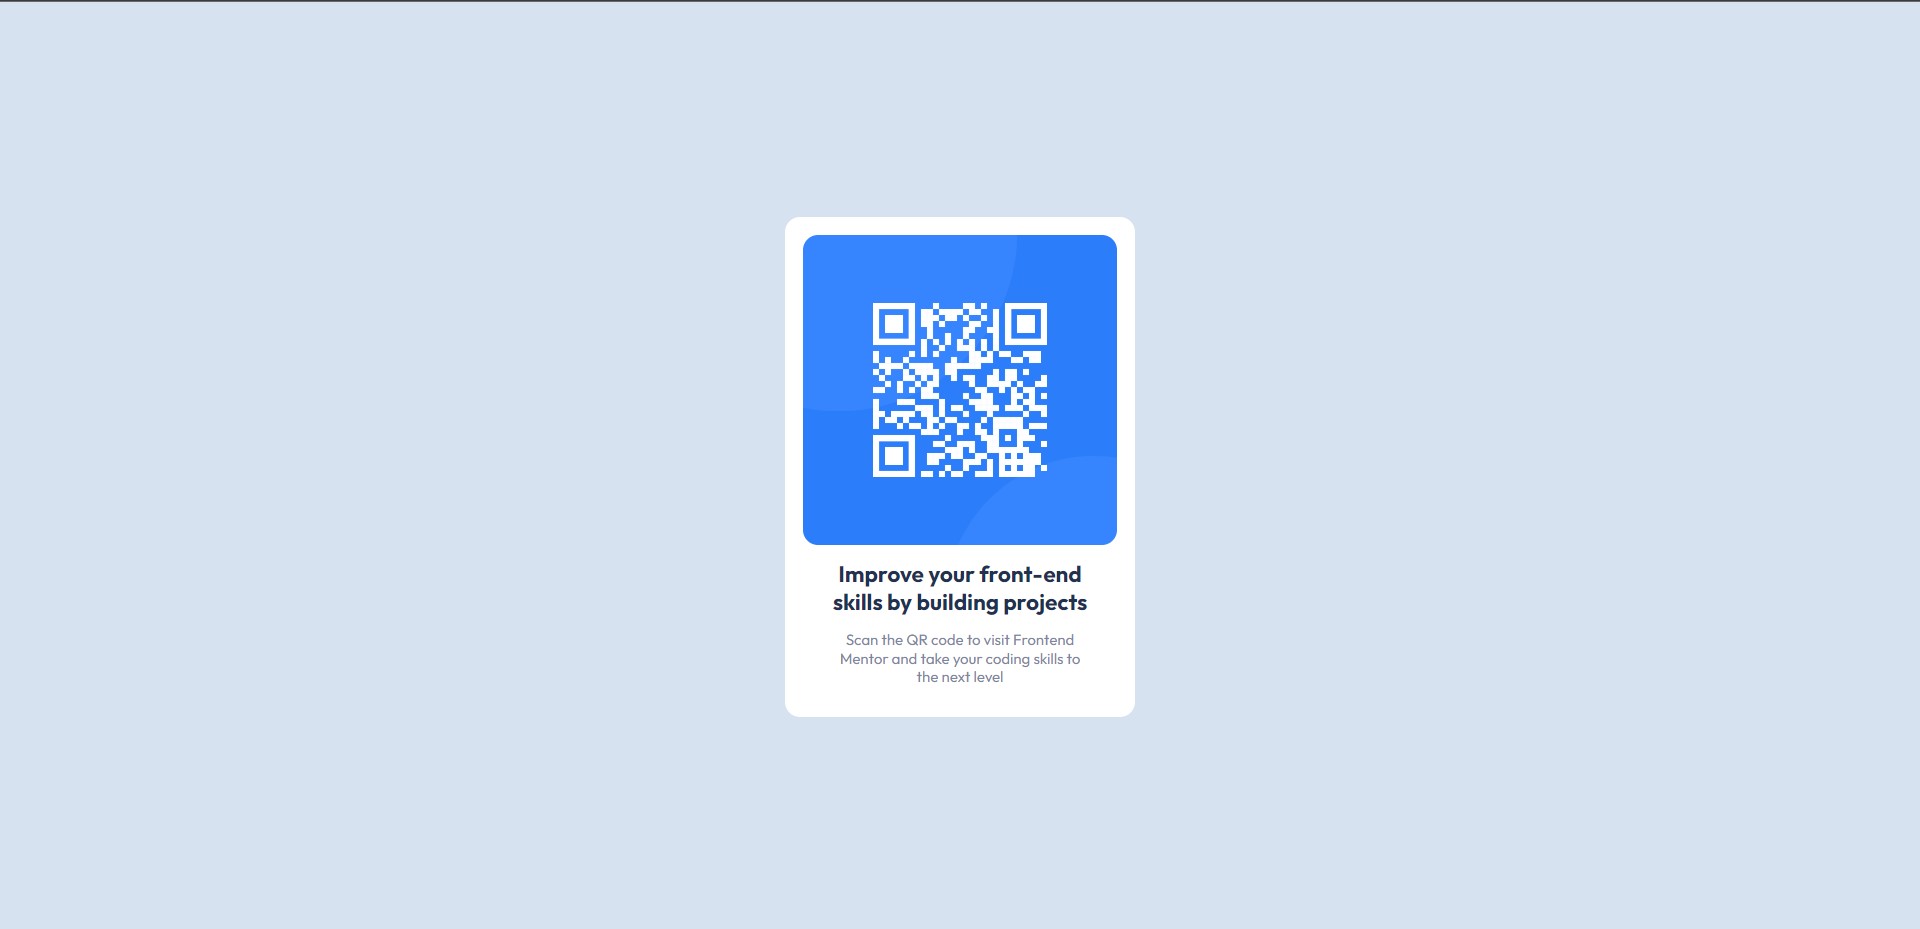 Improve your front-end
skills by building projects
Scan the QR code to visit Frontend
Mentor and take your coding skills to
the next level